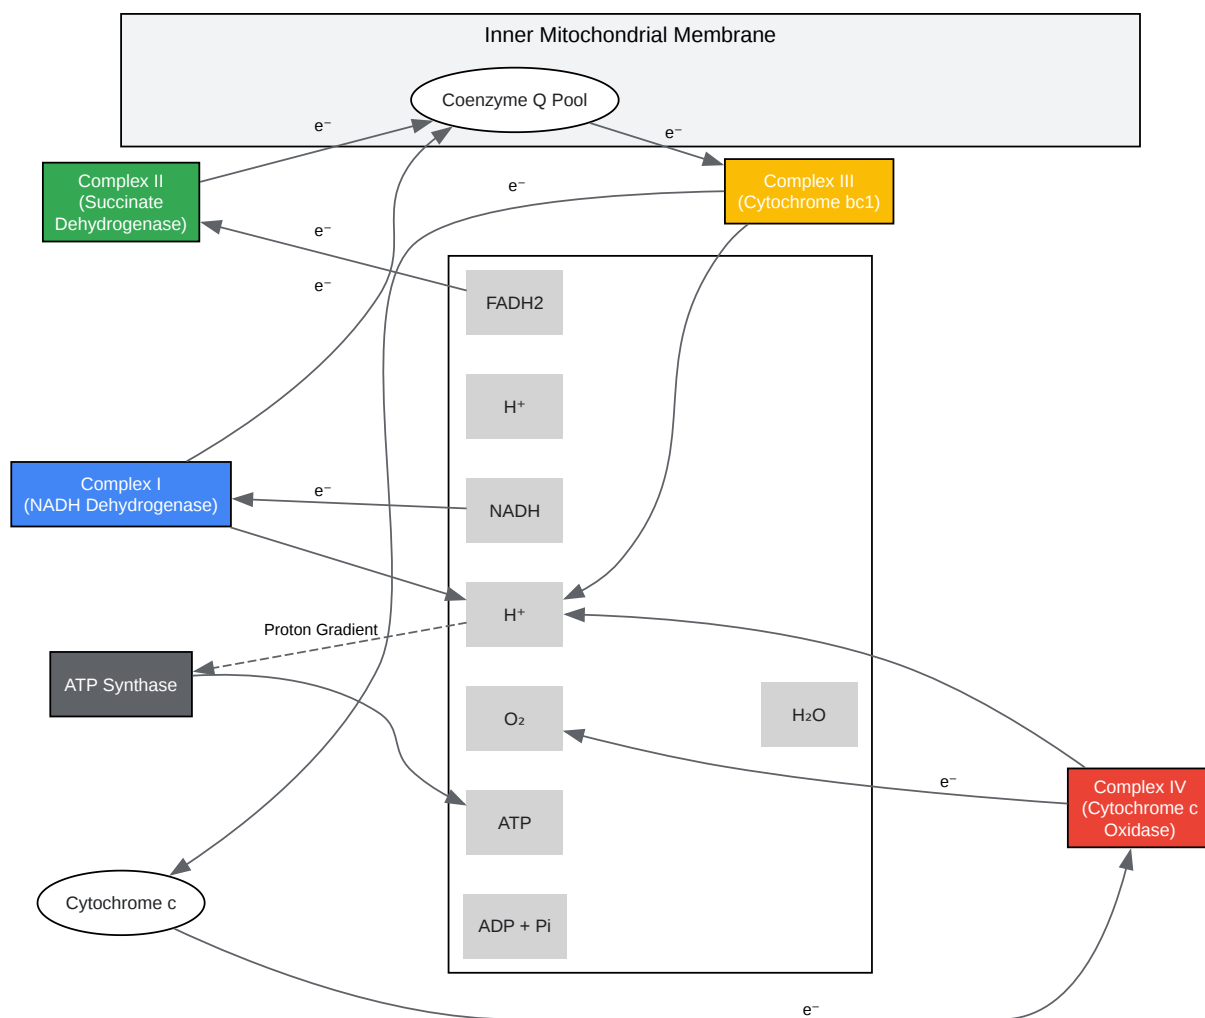 Inner Mitochondrial Membrane
Coenzyme Q Pool
e⁻
e⁻
Complex II
(Succinate
Dehydrogenase)
Complex III
(Cytochrome bc1)
e⁻
e⁻
e⁻
FADH2
H⁺
Complex I
(NADH Dehydrogenase)
e⁻
NADH
H⁺
Proton Gradient
ATP Synthase
O₂
H₂O
e⁻
Complex IV
(Cytochrome c
Oxidase)
ATP
Cytochrome c
ADP + Pi
e⁻